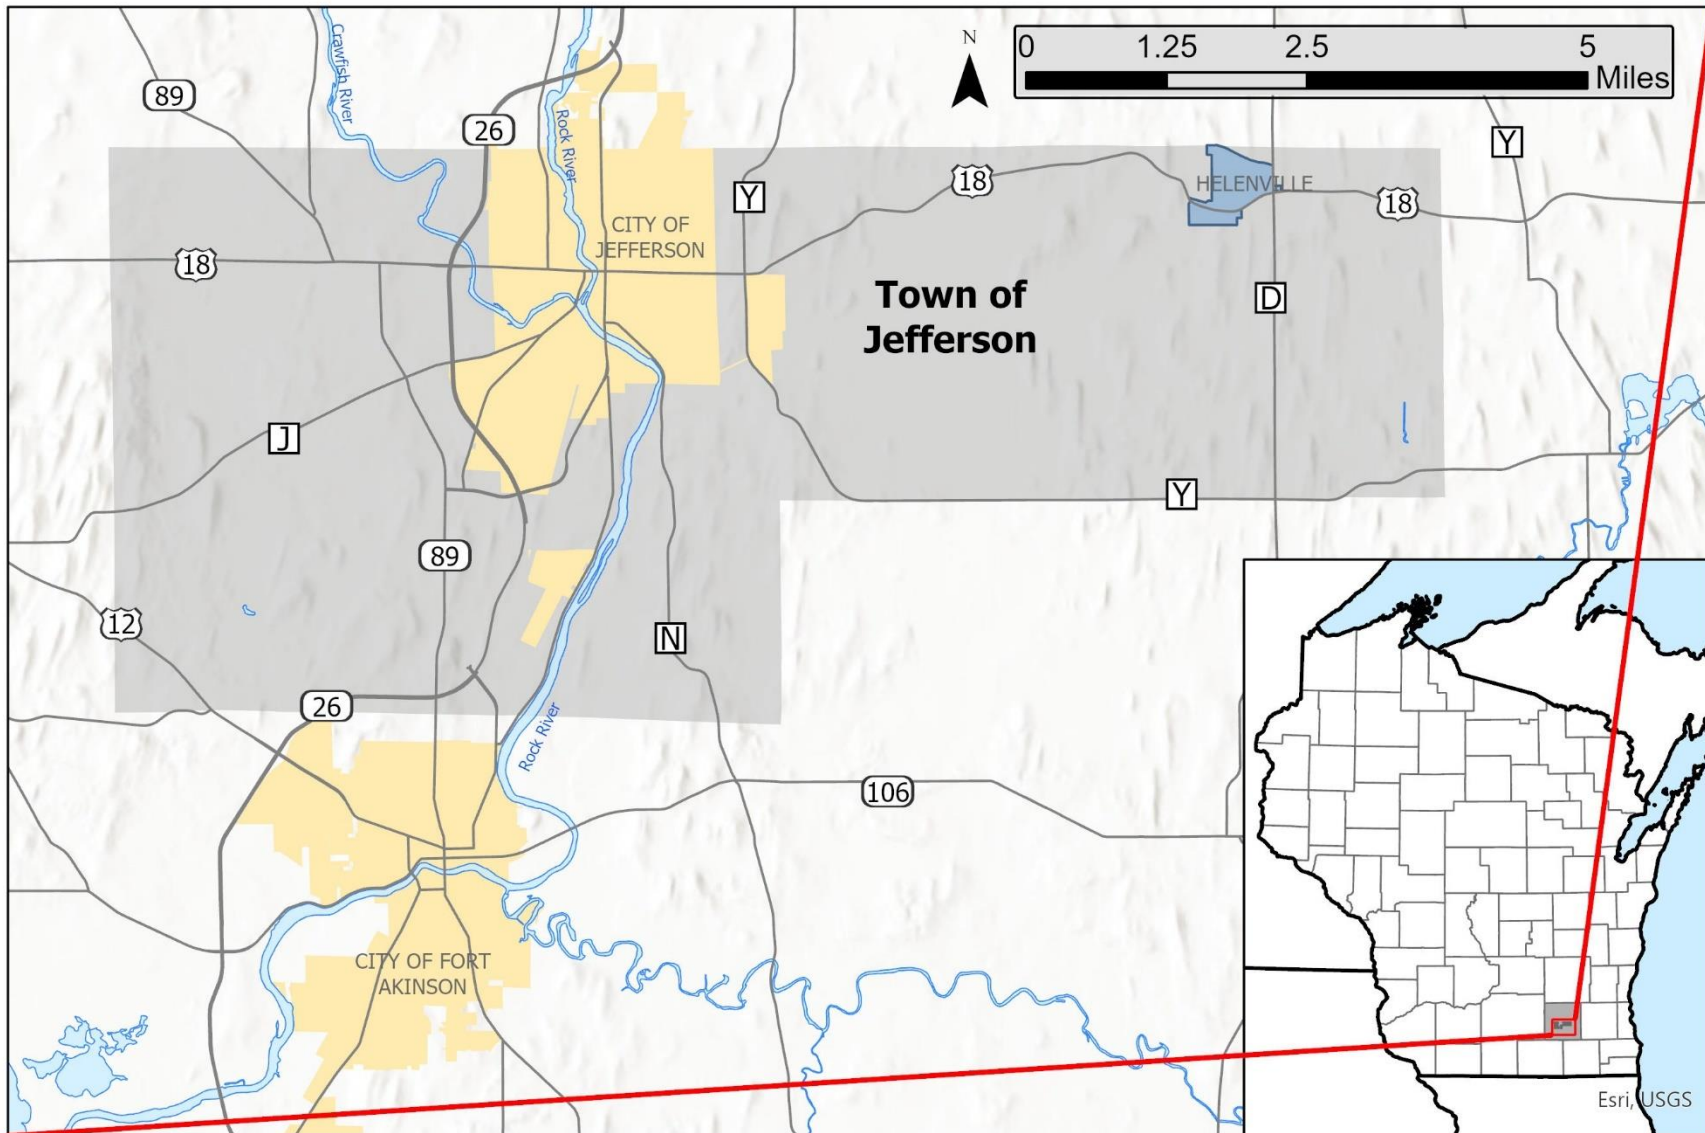 N
0 1.25 2.5 5
Miles
Crawfish River
89
26
Rock River
Y
18
HELENVILLE
18
Y
CITY OF
JEFFERSON
18
Town of
Jefferson
D
J
Y
89
12
N
26
Rock River
106
CITY OF FORT
AKINSON
Esri, USGS